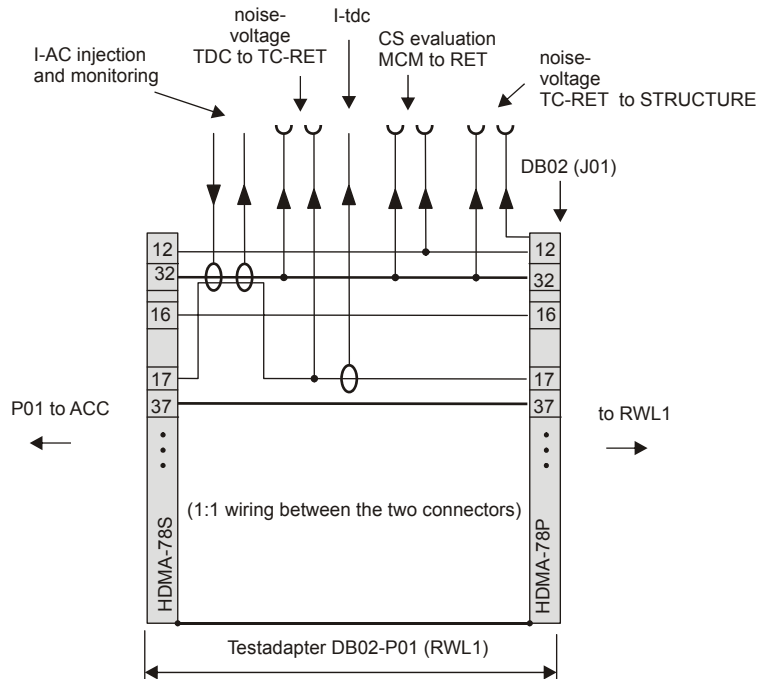 noise-
voltage
TDC to TC-RET
I-tdc
CS evaluation
MCM to RET
I-AC injection
and monitoring
noise-
voltage
TC-RET to STRUCTURE
DB02 (J01)
12
12
32
32
16
16
17
17
37
37
P01 to ACC
to RWL1
(1:1 wiring between the two connectors)
HDMA-78S
HDMA-78P
Testadapter DB02-P01 (RWL1)